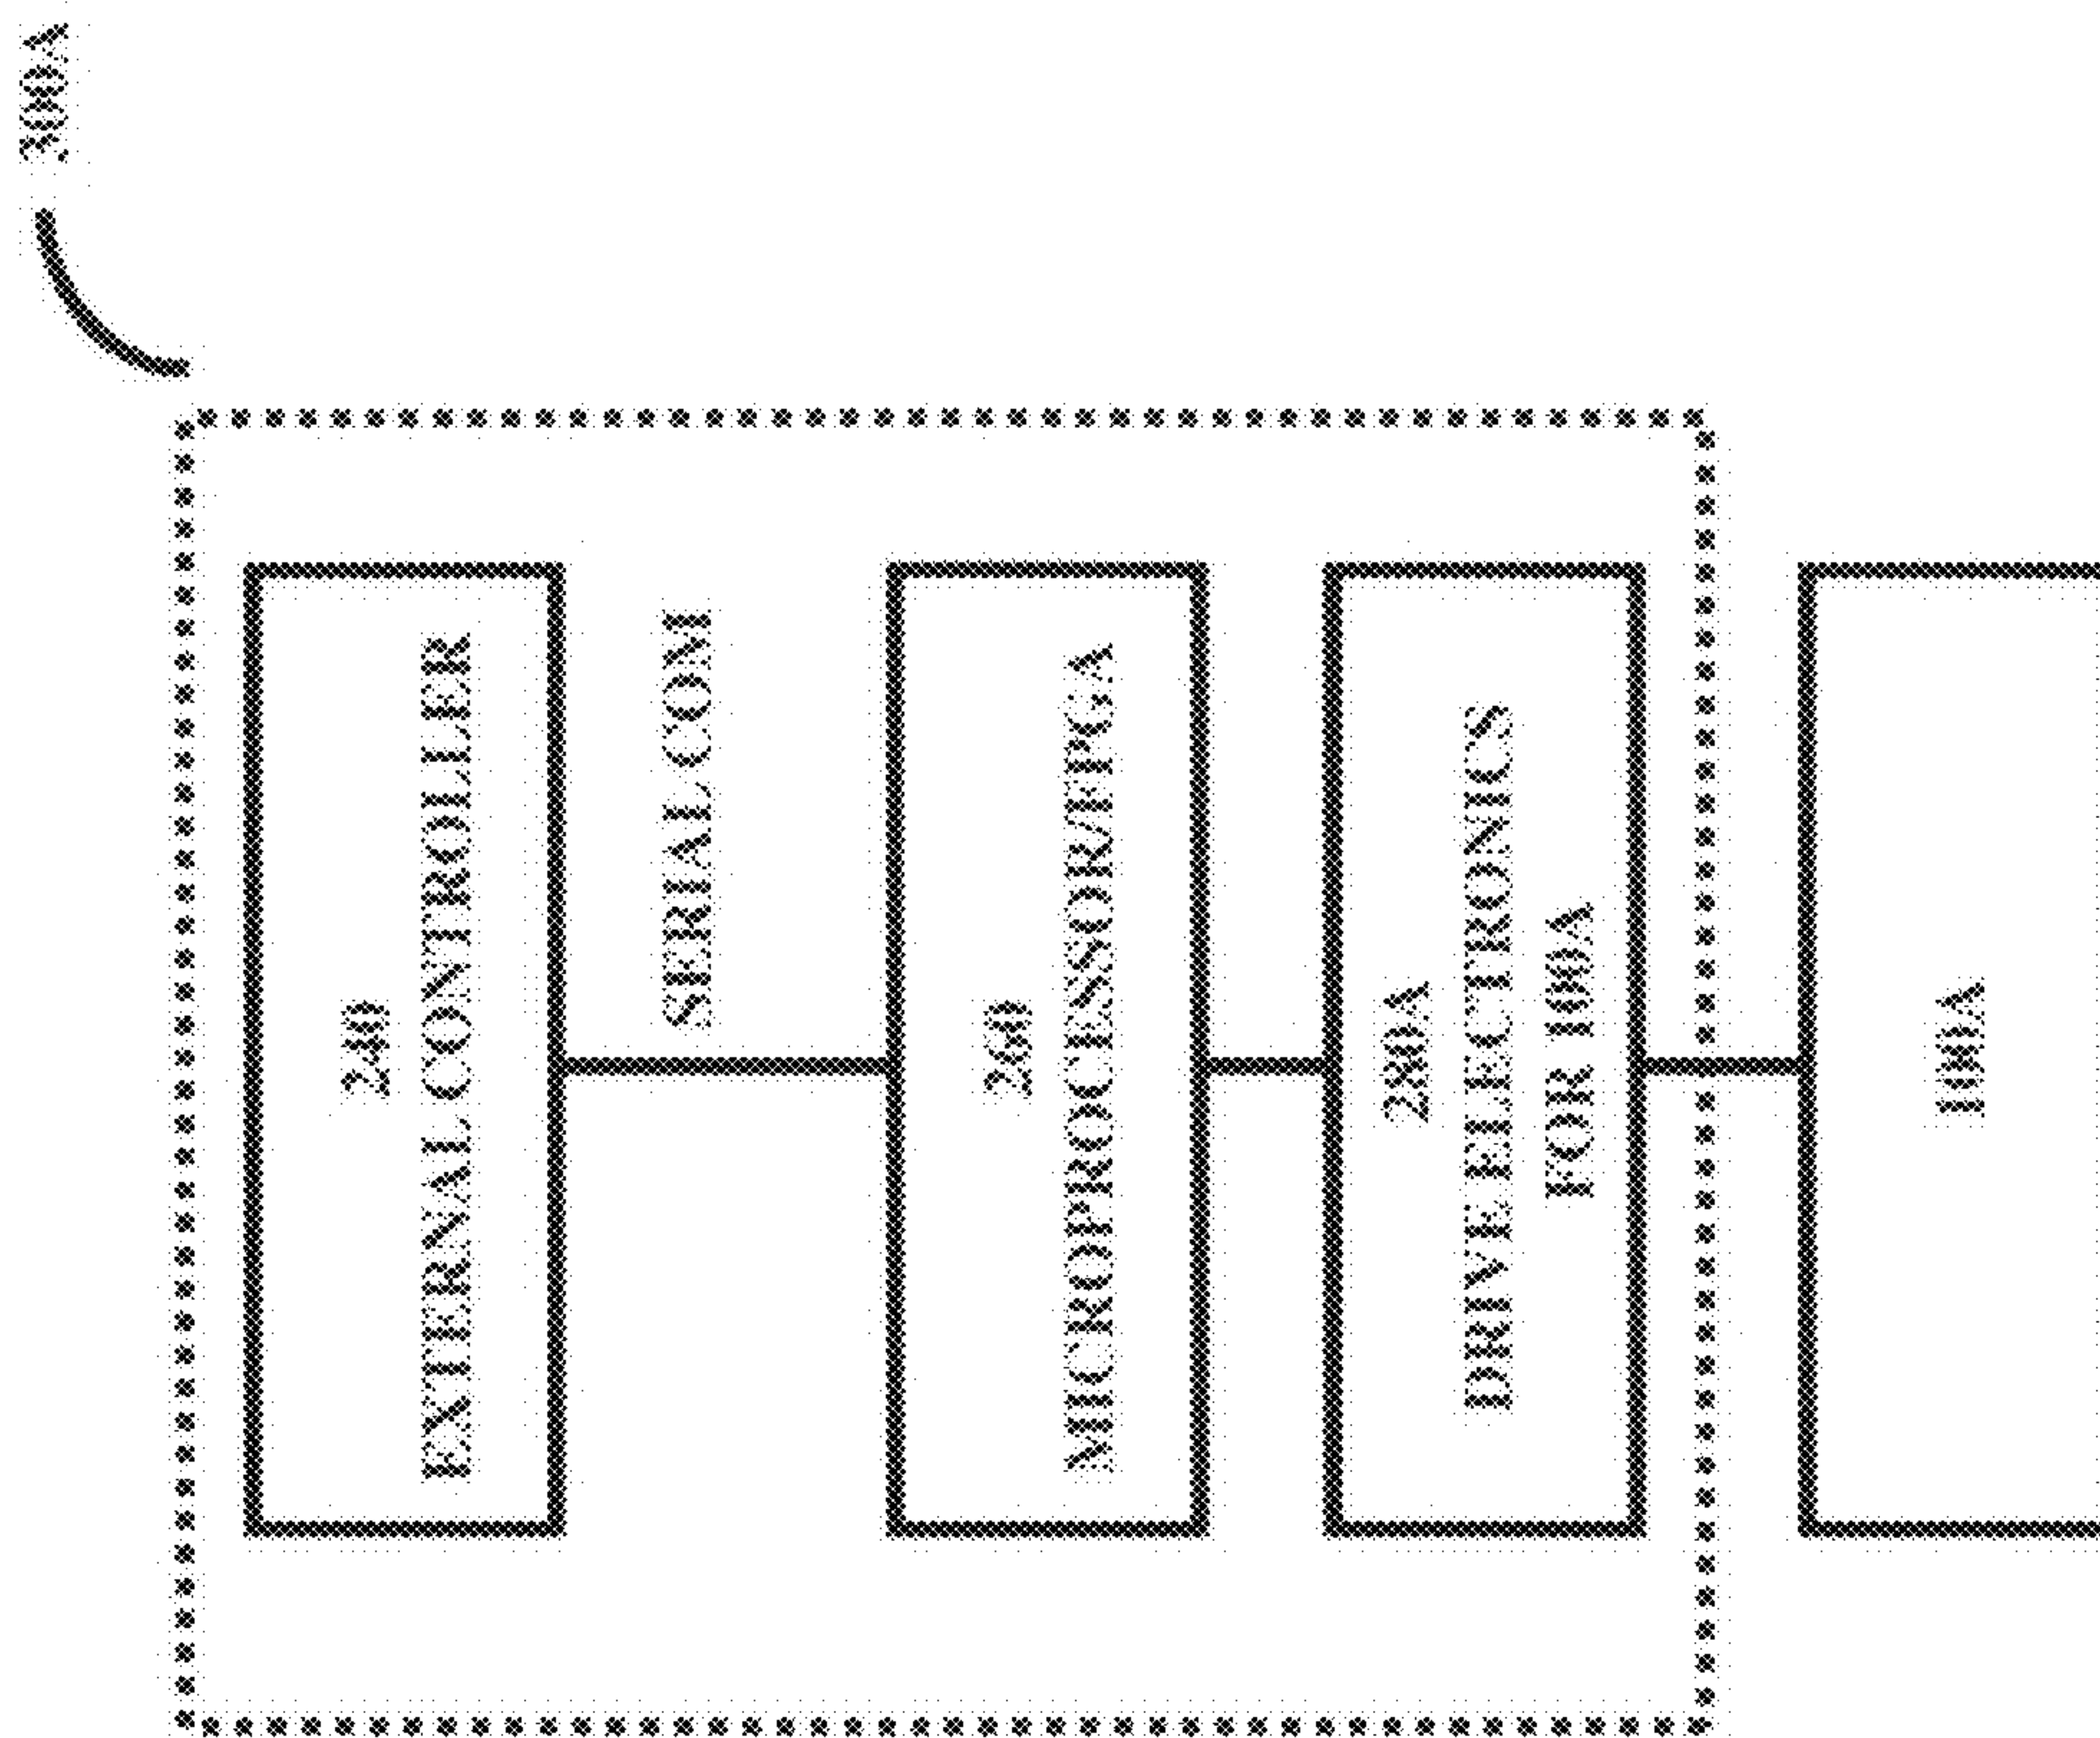 300A
240
EXTERNAL CONTROLLER
SERIAL COM
260
MICROPROCESSOR/FPGA
280A
DRIVE ELECTRONICS
FOR 100A
100A